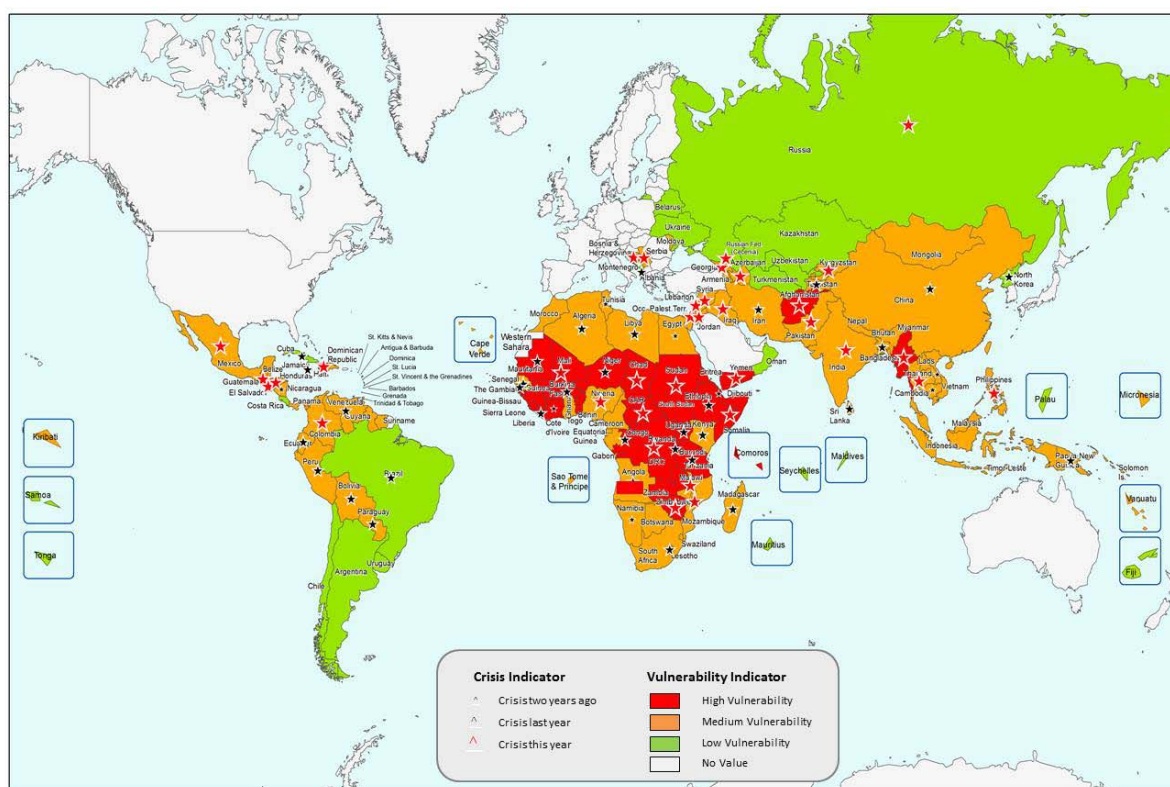 Russia
Belarus
Ukraine
Kazakhstan
Moldova
Bosnia &
Herzegovina
Serbia
Montenegro
Albania
Russian Fed.
(Cecenia)
Georgia
Azerbaijan
Armenia
Uzbekistan
Kyrgyzstan
Turkmenistan
Mongolia
North
Korea
China
Afghanistan
Syria
Lebanon
Occ. Palest.Terr
Iraq
Iran
Jordan
Pakistan
Nepal
Bhutan
Bangladesh
Myanmar
India
Laos
Vietnam
Cambodia
Philippines
Sri
Lanka
Oman
Yemen
Tunisia
Morocco
Algeria
Libya
Egypt
Western
Sahara
Cape
Verde
Mali
Niger
Chad
Sudan
Eritrea
Djibouti
Senegal
The Gambia
Guinea-Bissau
Guinea
Sierra Leone
Liberia
Cote
d'Ivoire
Burkina
Faso
Ghana
Togo
Benin
Nigeria
Cameroon
Equatorial
Guinea
Gabon
Congo
CAR
South Sudan
Ethiopia
Somalia
Uganda
Kenya
Rwanda
Burundi
DRC
Tanzania
Angola
Zambia
Malawi
Namibia
Botswana
Mozambique
Madagascar
South
Africa
Swaziland
Lesotho
Sao Tome
& Principe
Comoros
Seychelles
Maldives
Mauritius
Palau
Micronesia
Malaysia
Indonesia
Timor-Leste
Papua New
Guinea
Solomon
Is.
Vanuatu
Fiji
Mexico
Cuba
Jamaica
Belize
Honduras
Haiti
Dominican
Republic
Guatemala
El Salvadr.
Nicaragua
Costa Rica
Panama
St. Kitts & Nevis
Antigua & Barbuda
Dominica
St. Lucia
St. Vincent & the Grenadines
Barbados
Grenada
Trinidad & Tobago
Venezuela
Guyana
Suriname
Colombia
Ecuador
Peru
Brazil
Bolivia
Paraguay
Uruguay
Argentina
Chile
Kiribati
Samoa
Tonga
Crisis Indicator
Crisis two years ago
Crisis last year
Crisis this year
Vulnerability Indicator
High Vulnerability
Medium Vulnerability
Low Vulnerability
No Value